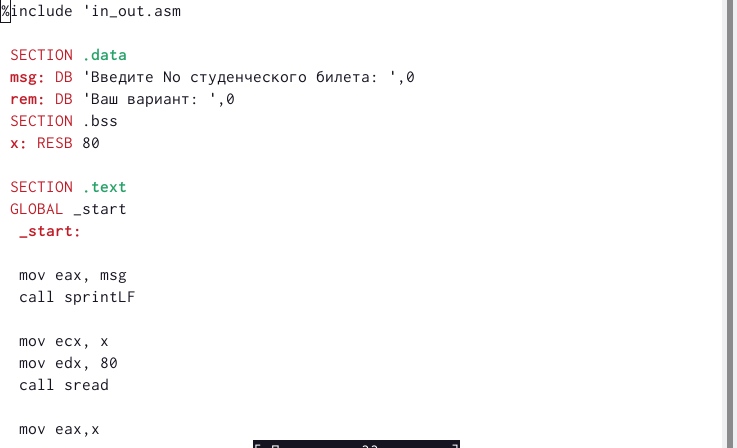 %include 'in_out.asm
SECTION .data
msg: DB 'Введите No студенческого билета: ',0
rem: DB 'Ваш вариант: ',0
SECTION .bss
x: RESB 80
SECTION .text
GLOBAL _start
_start:
mov eax, msg
call sprintLF
mov ecx, x
mov edx, 80
call sread
mov eax,x